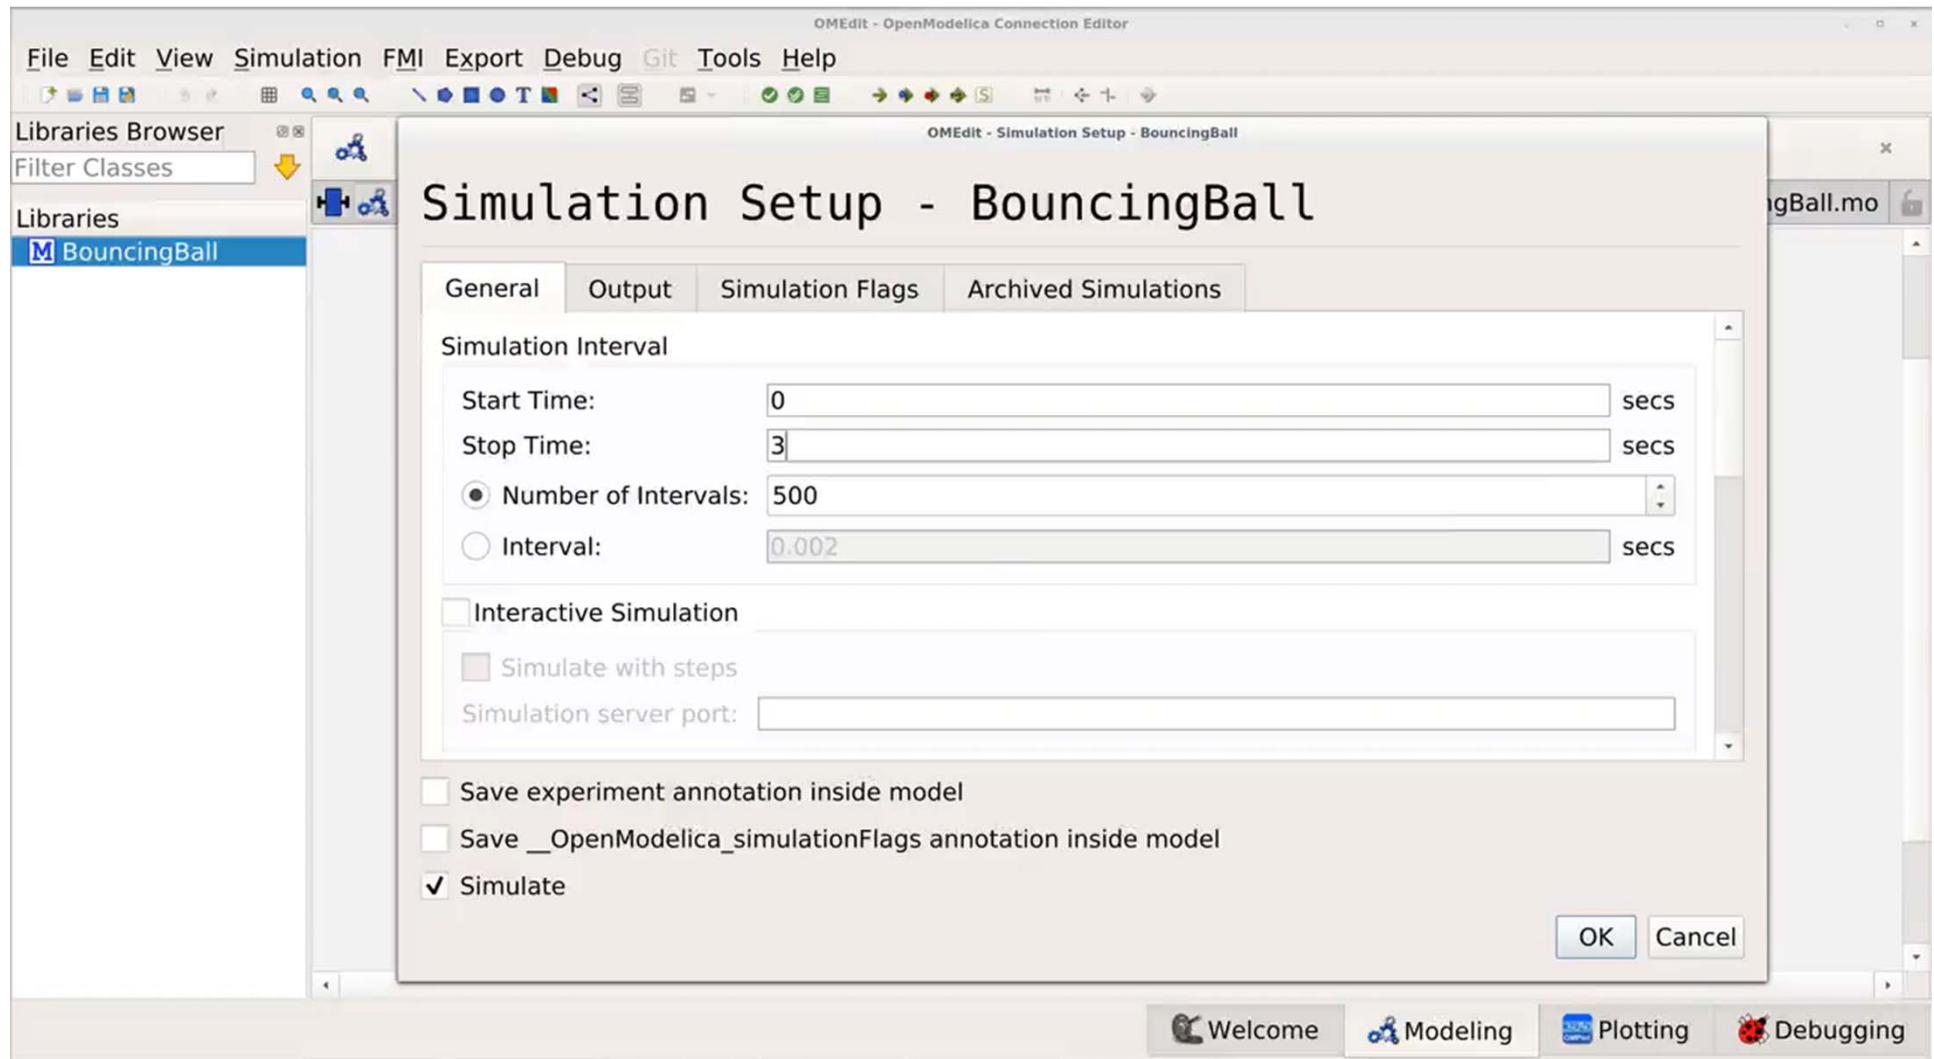 OMEdit - OpenModelica Connection Editor
File Edit View Simulation FMI Export Debug Git Tools Help
T S
Libraries Browser
Filter Classes
Libraries
M BouncingBall
gBall.mo
OMEdit - Simulation Setup - BouncingBall
Simulation Setup - BouncingBall
General Output Simulation Flags Archived Simulations
Simulation Interval
Start Time: 0 secs
Stop Time: 3 secs
Number of Intervals: 500
Interval: 0.002 secs
Interactive Simulation
Simulate with steps
Simulation server port:
Save experiment annotation inside model
Save __OpenModelica_simulationFlags annotation inside model
Simulate
OK Cancel
Welcome Modeling Plotting Debugging